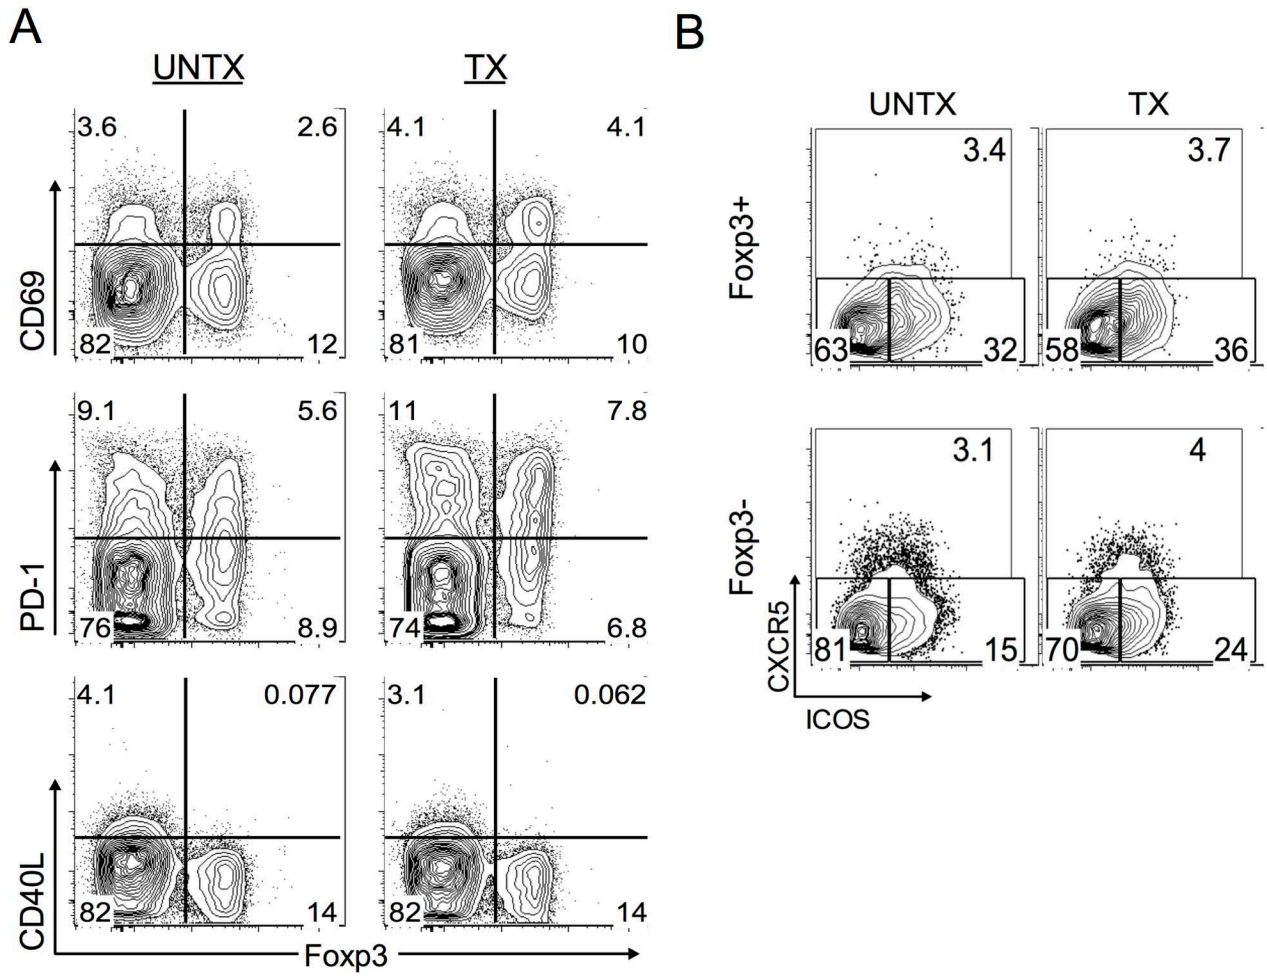 A
B
UNTX
TX
UNTX
TX
3.6
2.6
4.1
4.1
CD69
82
12
81
10
9.1
5.6
11
7.8
PD-1
76
8.9
74
6.8
4.1
0.077
3.1
0.062
CD40L
82
14
82
14
Foxp3
3.4
3.7
Foxp3+
63
32
58
36
3.1
4
Foxp3-
81
15
70
24
CXCR5
ICOS